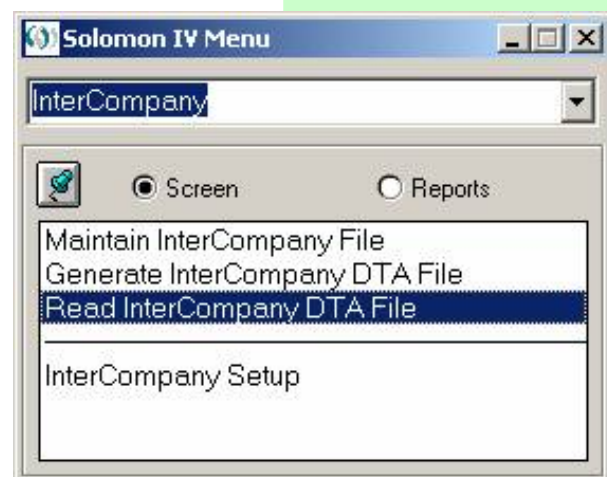 Solomon IV Menu
InterCompany
Screen Reports
Maintain InterCompany File
Generate InterCompany DTA File
Read InterCompany DTA File
InterCompany Setup